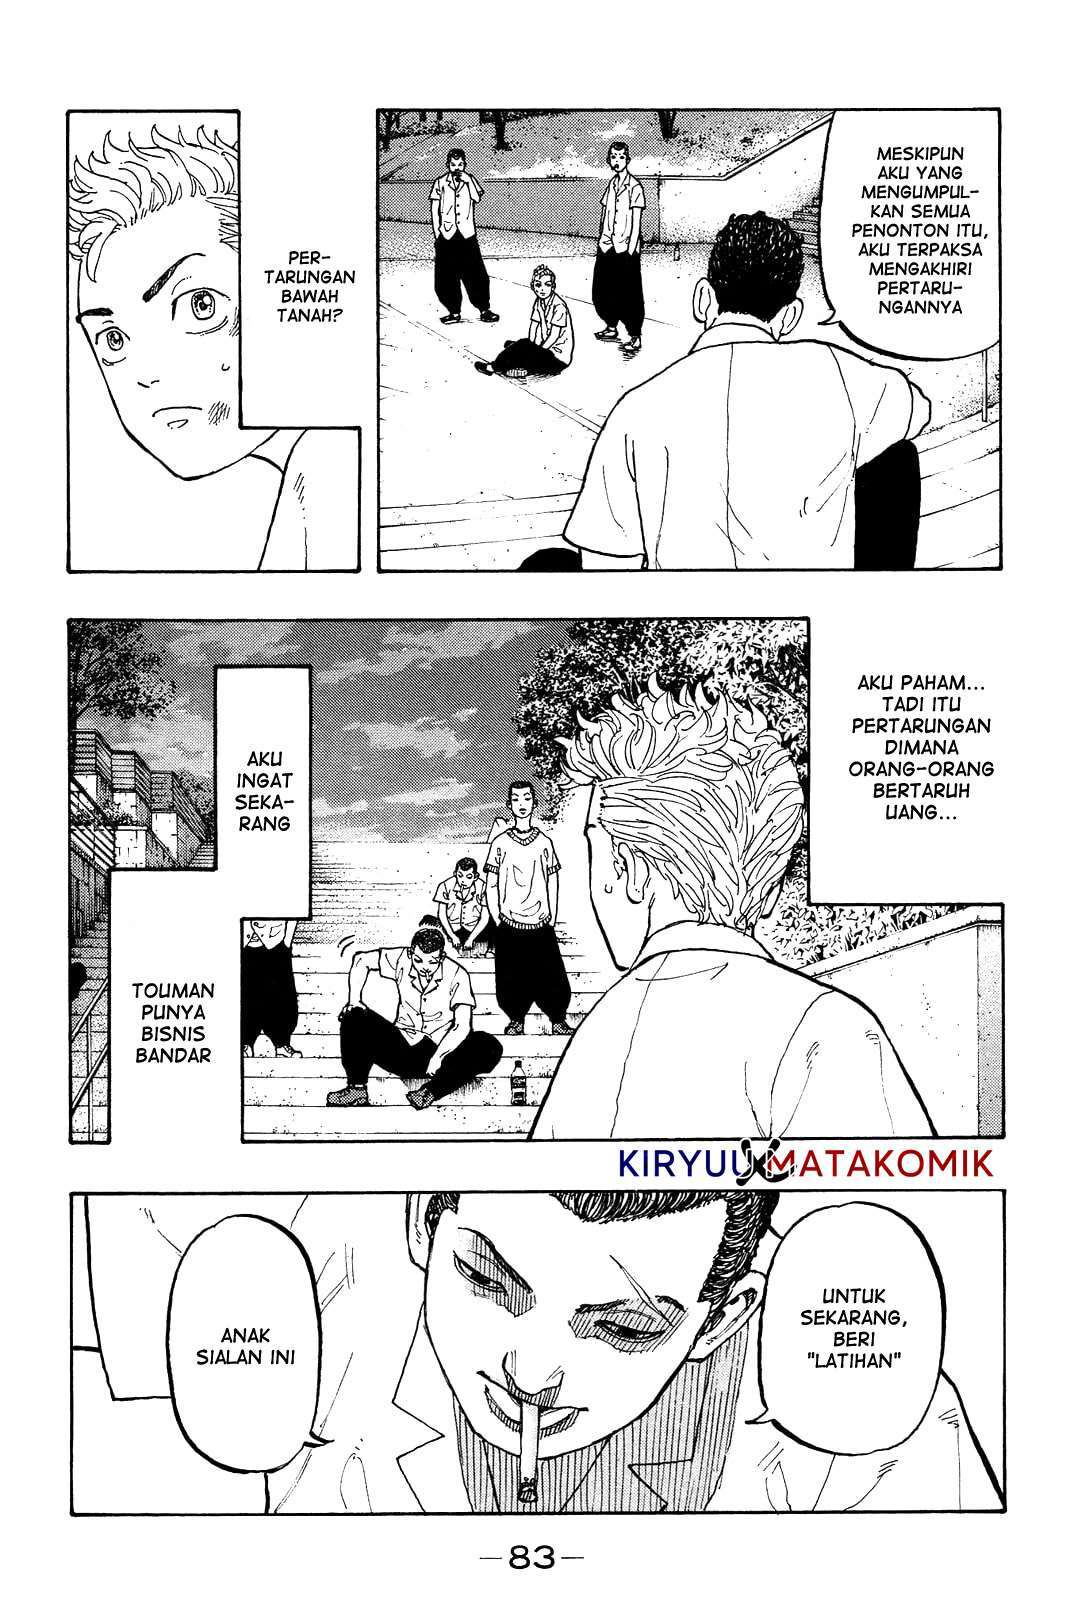 MESKIPUN
AKU YANG
MENGUMPUL-
KAN SEMUA
PENONTON ITU,
AKU TERPAKSA
MENGAKHIRI
PERTARU-
NGANNYA
PER-
TARUNGAN
BAWAH
TANAH?
AKU PAHAM...
TADI ITU
PERTARUNGAN
DIMANA
ORANG-ORANG
BERTARUH
UANG...
AKU
INGAT
SEKA-
RANG
TOUMAN
PUNYA
BISNIS
BANDAR
KIRYUU X MATAKOMIK
UNTUK
SEKARANG,
BERI
"LATIHAN"
ANAK
SIALAN INI
—83—